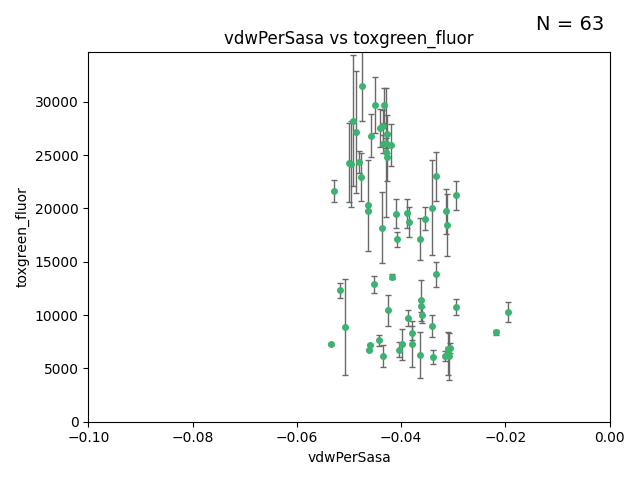 N = 63
vdwPerSasa vs toxgreen_fluor
toxgreen_fluor
30000
25000
20000
15000
10000
5000
0
−0.10 −0.08 −0.06 −0.04 −0.02 0.00
vdwPerSasa